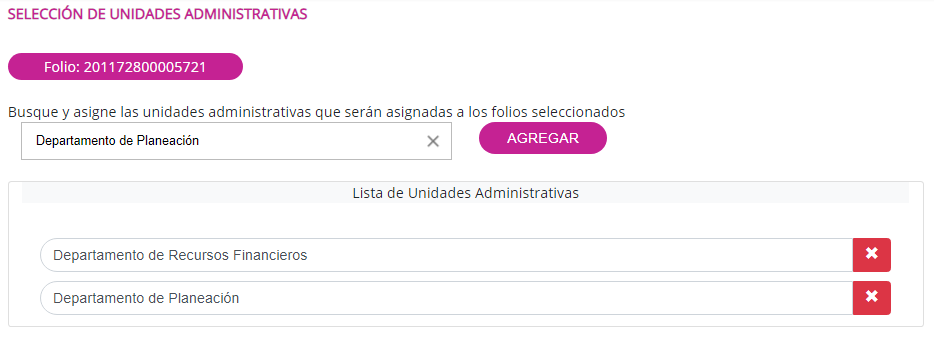 SELECCIÓN DE UNIDADES ADMINISTRATIVAS
Folio: 201172800005721
Busque y asigne las unidades administrativas que serán asignadas a los folios seleccionados
Departamento de Planeación
AGREGAR
Lista de Unidades Administrativas
Departamento de Recursos Financieros
Departamento de Planeación